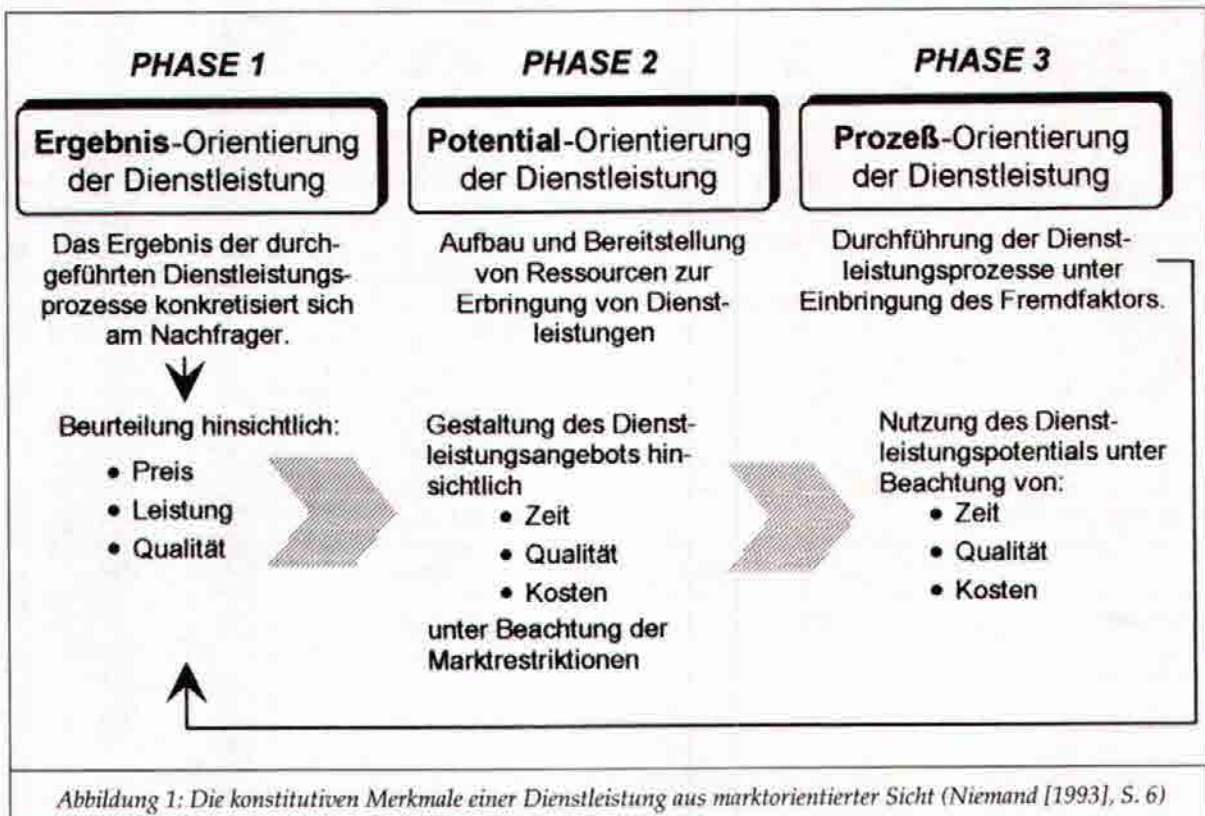 PHASE 1
Ergebnis-Orientierung
der Dienstleistung
Das Ergebnis der durch-
geführten Dienstleistungs-
prozesse konkretisiert sich
am Nachfrager.
Beurteilung hinsichtlich:
• Preis
• Leistung
• Qualität
PHASE 2
Potential-Orientierung
der Dienstleistung
Aufbau und Bereitstellung
von Ressourcen zur
Erbringung von Dienst-
leistungen
Gestaltung des Dienst-
leistungsangebots hin-
sichtlich
• Zeit
• Qualität
• Kosten
unter Beachtung der
Marktrestriktionen
PHASE 3
Prozeß-Orientierung
der Dienstleistung
Durchführung der Dienst-
leistungsprozesse unter
Einbringung des Fremdfaktors.
Nutzung des Dienst-
leistungspotentials unter
Beachtung von:
• Zeit
• Qualität
• Kosten
Abbildung 1: Die konstitutiven Merkmale einer Dienstleistung aus marktorientierter Sicht (Niemand [1993], S. 6)